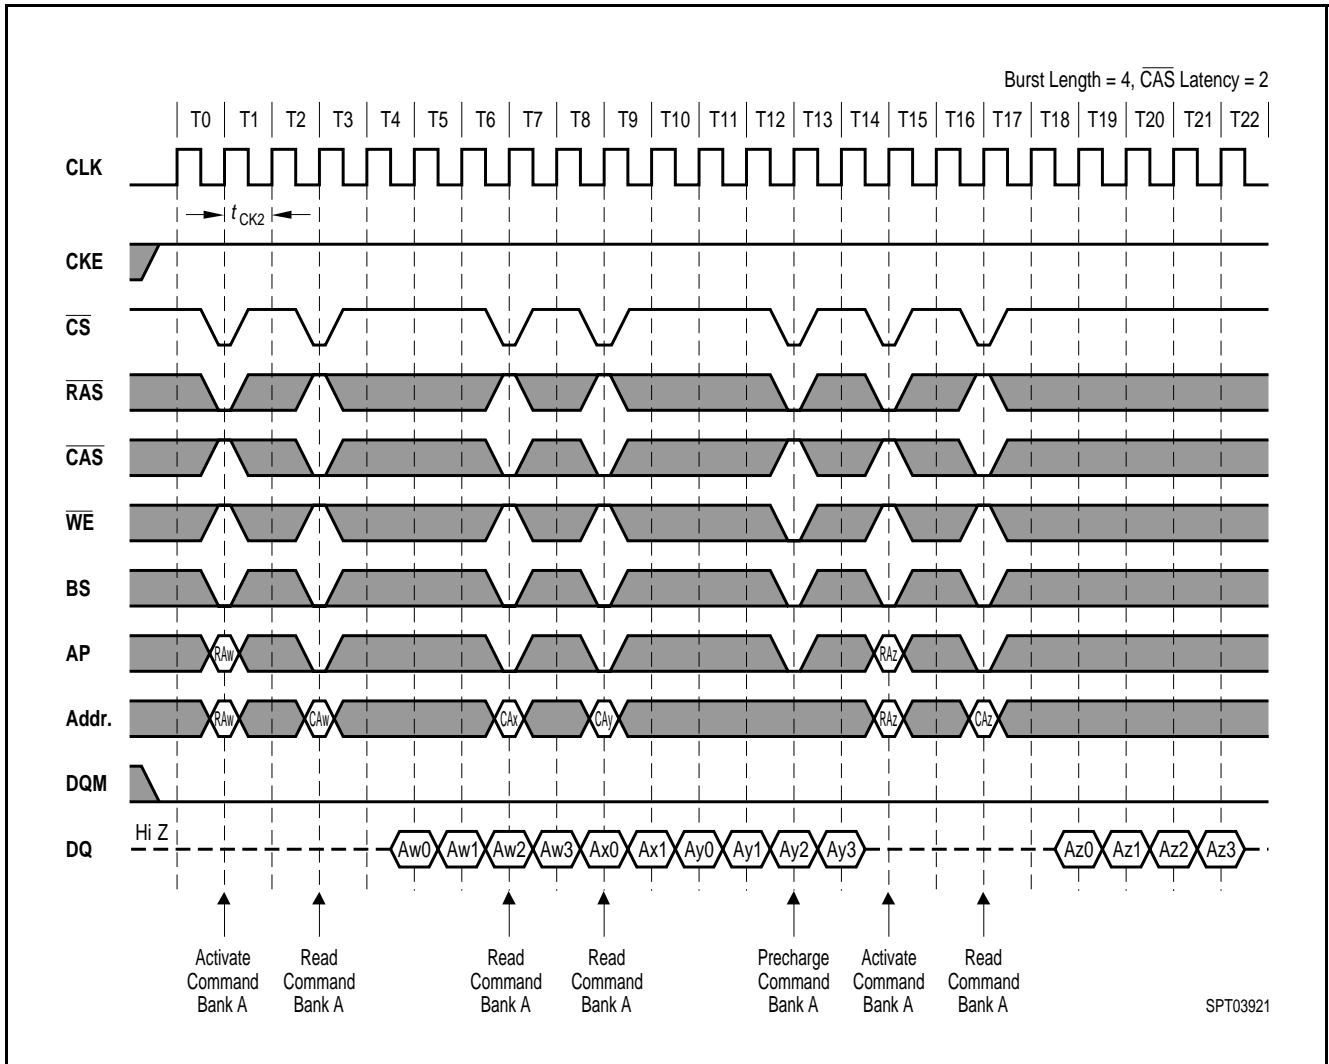 Burst Length = 4, CAS Latency = 2
T0 T1 T2 T3 T4 T5 T6 T7 T8 T9 T10 T11 T12 T13 T14 T15 T16 T17 T18 T19 T20 T21 T22
CLK
t CK2
CKE
CS
RAS
CAS
WE
BS
AP RAw RAz
Addr. RAw CAw CAx CAy RAz CAz
DQM
Hi Z
DQ Aw0 Aw1 Aw2 Aw3 Ax0 Ax1 Ay0 Ay1 Ay2 Ay3 Az0 Az1 Az2 Az3
Activate Read Read Read Precharge Activate Read
Command Command Command Command Command Command Command
Bank A Bank A Bank A Bank A Bank A Bank A Bank A
SPT03921